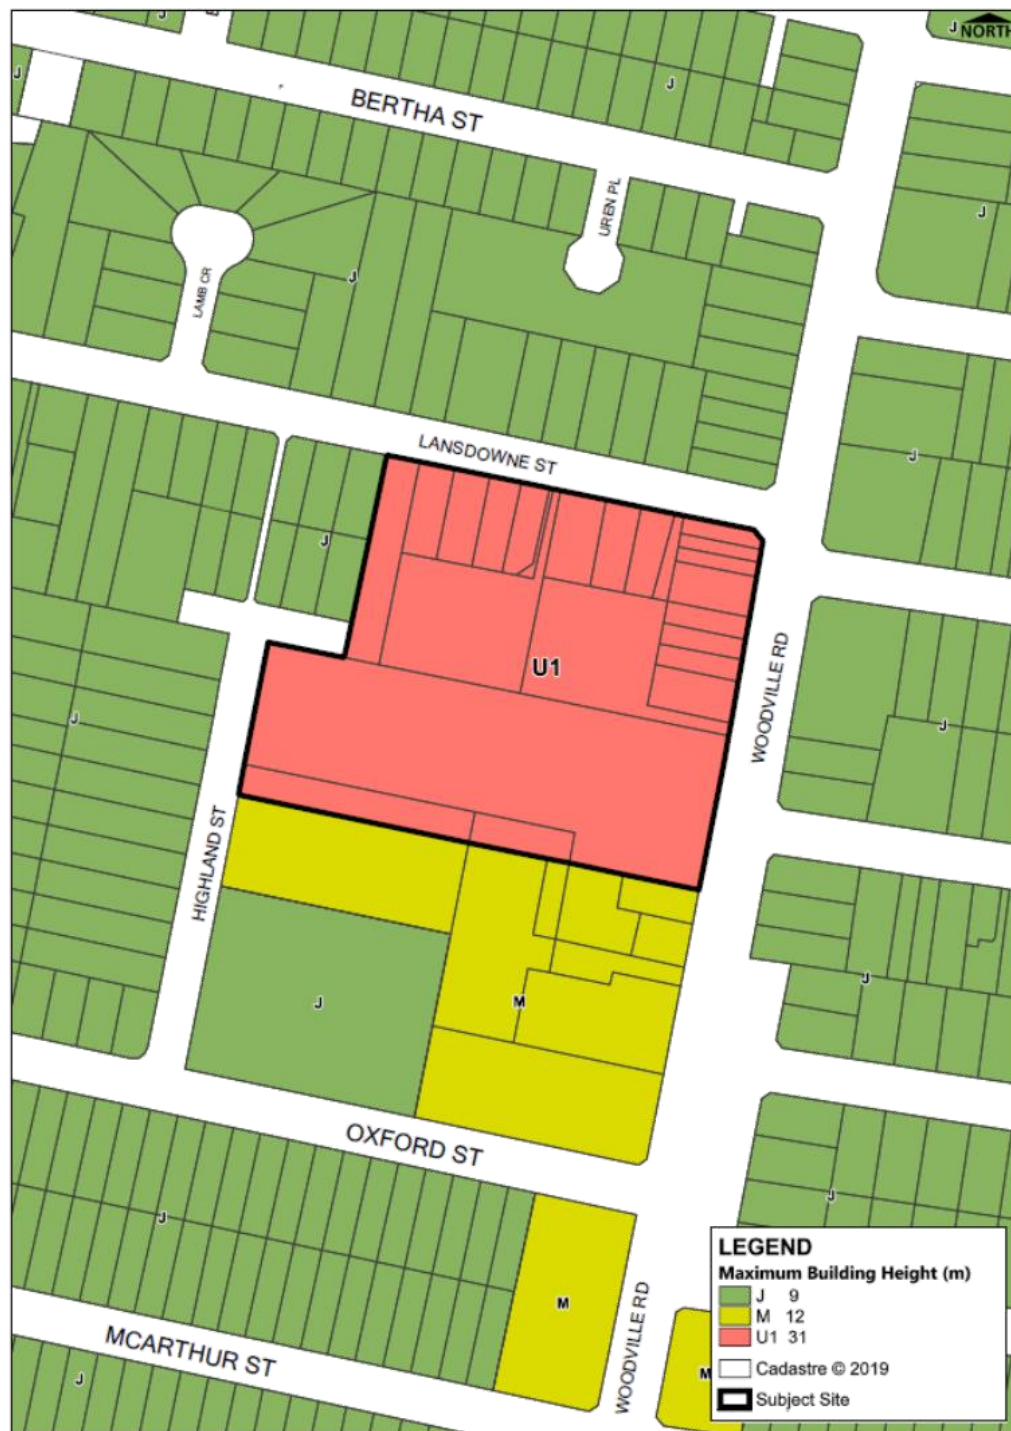 J
J
NORTH
J
J
BERTHA ST
UREN PL
J
LAMB CR
J
LANSDOWNE ST
J
J
U1
WOODVILLE RD
J
J
HIGHLAND ST
J
J
M
OXFORD ST
J
J
M
WOODVILLE RD
MCARTHUR ST
J
M
LEGEND
Maximum Building Height (m)
J 9
M 12
U1 31
Cadastre © 2019
Subject Site